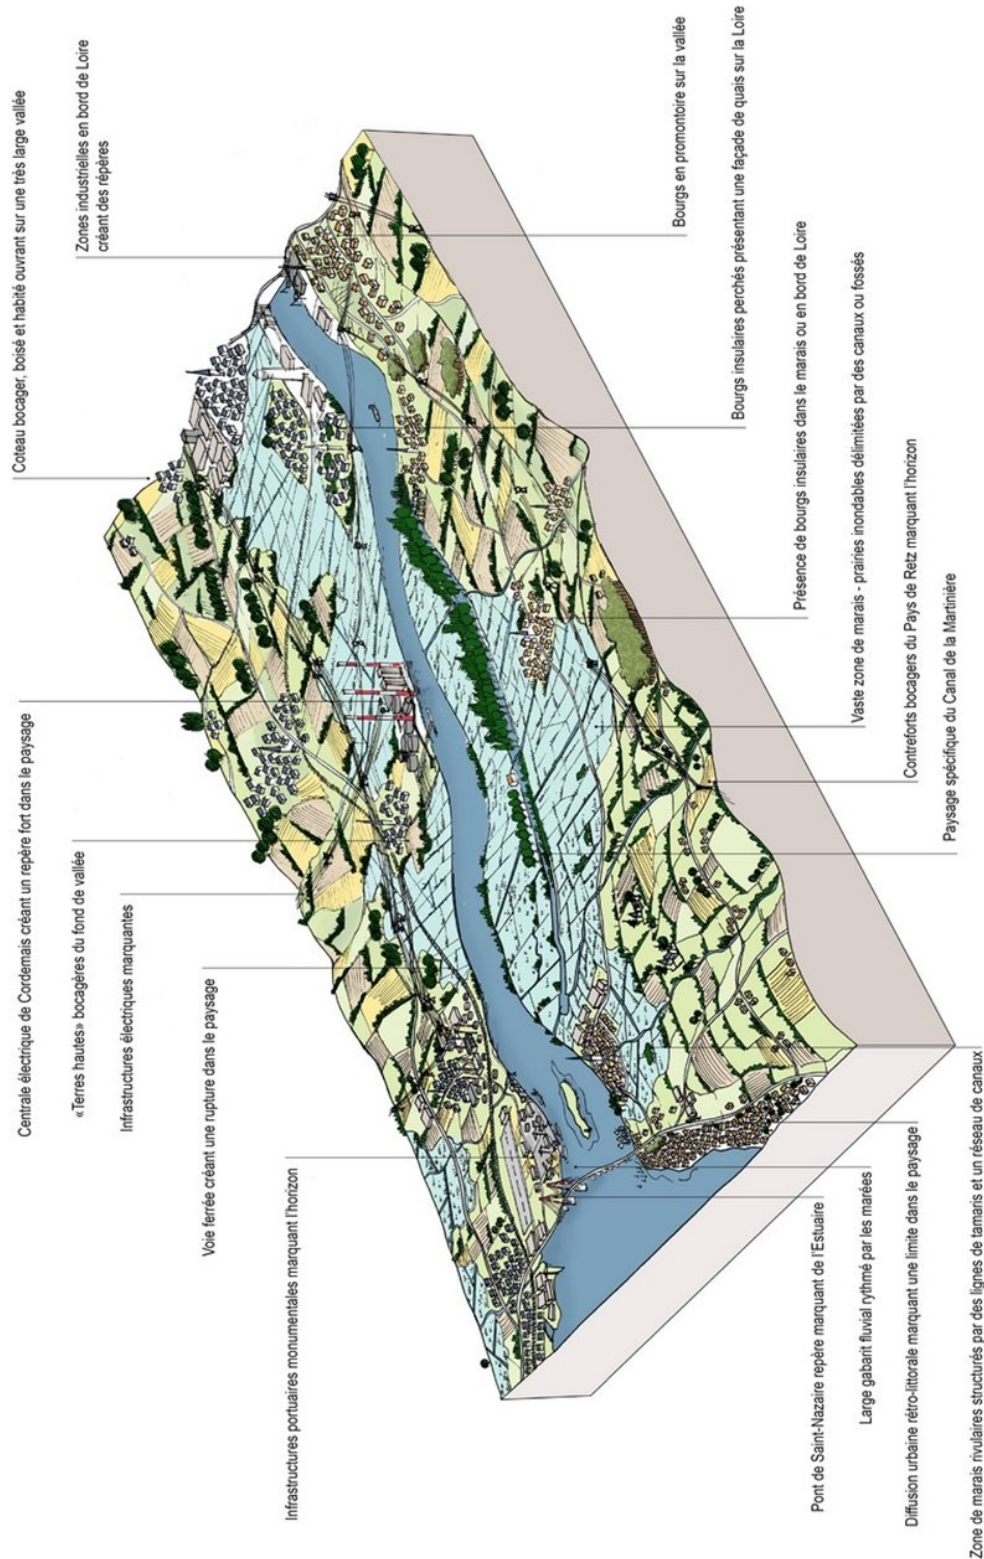 Centrale électrique de Cordemais créant un repère fort dans le paysage
«Terres hautes» bocagères du fond de vallée
Infrastructures électriques marquantes
Voie ferrée créant une rupture dans le paysage
Infrastructures portuaires monumentales marquant l'horizon
Coteau bocager, boisé et habité ouvrant sur une très large vallée
Zones industrielles en bord de Loire
créant des répères
Bourgs en promontoire sur la vallée
Bourgs insulaires perchés présentant une façade de quais sur la Loire
Présence de bourgs insulaires dans le marais ou en bord de Loire
Vaste zone de marais - prairies inondables délimitées par des canaux ou fossés
Contreforts bocagers du Pays de Retz marquant l'horizon
Paysage spécifique du Canal de la Martinière
Pont de Saint-Nazaire repère marquant de l'Estuaire
Large gabarit fluvial rythmé par les marées
Diffusion urbaine rétro-littorale marquant une limite dans le paysage
Zone de marais rivulaires structurés par des lignes de tamaris et un réseau de canaux